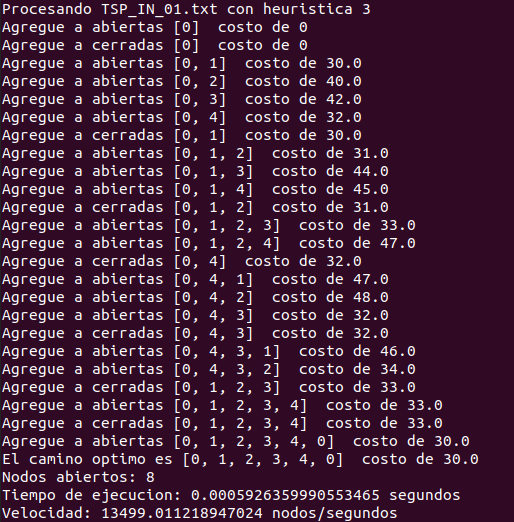 Procesando TSP_IN_01.txt con heuristica 3
Agregue a abiertas [0]  costo de 0
Agregue a cerradas [0]  costo de 0
Agregue a abiertas [0, 1]  costo de 30.0
Agregue a abiertas [0, 2]  costo de 40.0
Agregue a abiertas [0, 3]  costo de 42.0
Agregue a abiertas [0, 4]  costo de 32.0
Agregue a cerradas [0, 1]  costo de 30.0
Agregue a abiertas [0, 1, 2]  costo de 31.0
Agregue a abiertas [0, 1, 3]  costo de 44.0
Agregue a abiertas [0, 1, 4]  costo de 45.0
Agregue a cerradas [0, 1, 2]  costo de 31.0
Agregue a abiertas [0, 1, 2, 3]  costo de 33.0
Agregue a abiertas [0, 1, 2, 4]  costo de 47.0
Agregue a cerradas [0, 4]  costo de 32.0
Agregue a abiertas [0, 4, 1]  costo de 47.0
Agregue a abiertas [0, 4, 2]  costo de 48.0
Agregue a abiertas [0, 4, 3]  costo de 32.0
Agregue a cerradas [0, 4, 3]  costo de 32.0
Agregue a abiertas [0, 4, 3, 1]  costo de 46.0
Agregue a abiertas [0, 4, 3, 2]  costo de 34.0
Agregue a cerradas [0, 1, 2, 3]  costo de 33.0
Agregue a abiertas [0, 1, 2, 3, 4]  costo de 33.0
Agregue a cerradas [0, 1, 2, 3, 4]  costo de 33.0
Agregue a abiertas [0, 1, 2, 3, 4, 0]  costo de 30.0
El camino optimo es [0, 1, 2, 3, 4, 0]  costo de 30.0
Nodos abiertos: 8
Tiempo de ejecucion: 0.0005926359990553465 segundos
Velocidad: 13499.011218947024 nodos/segundos